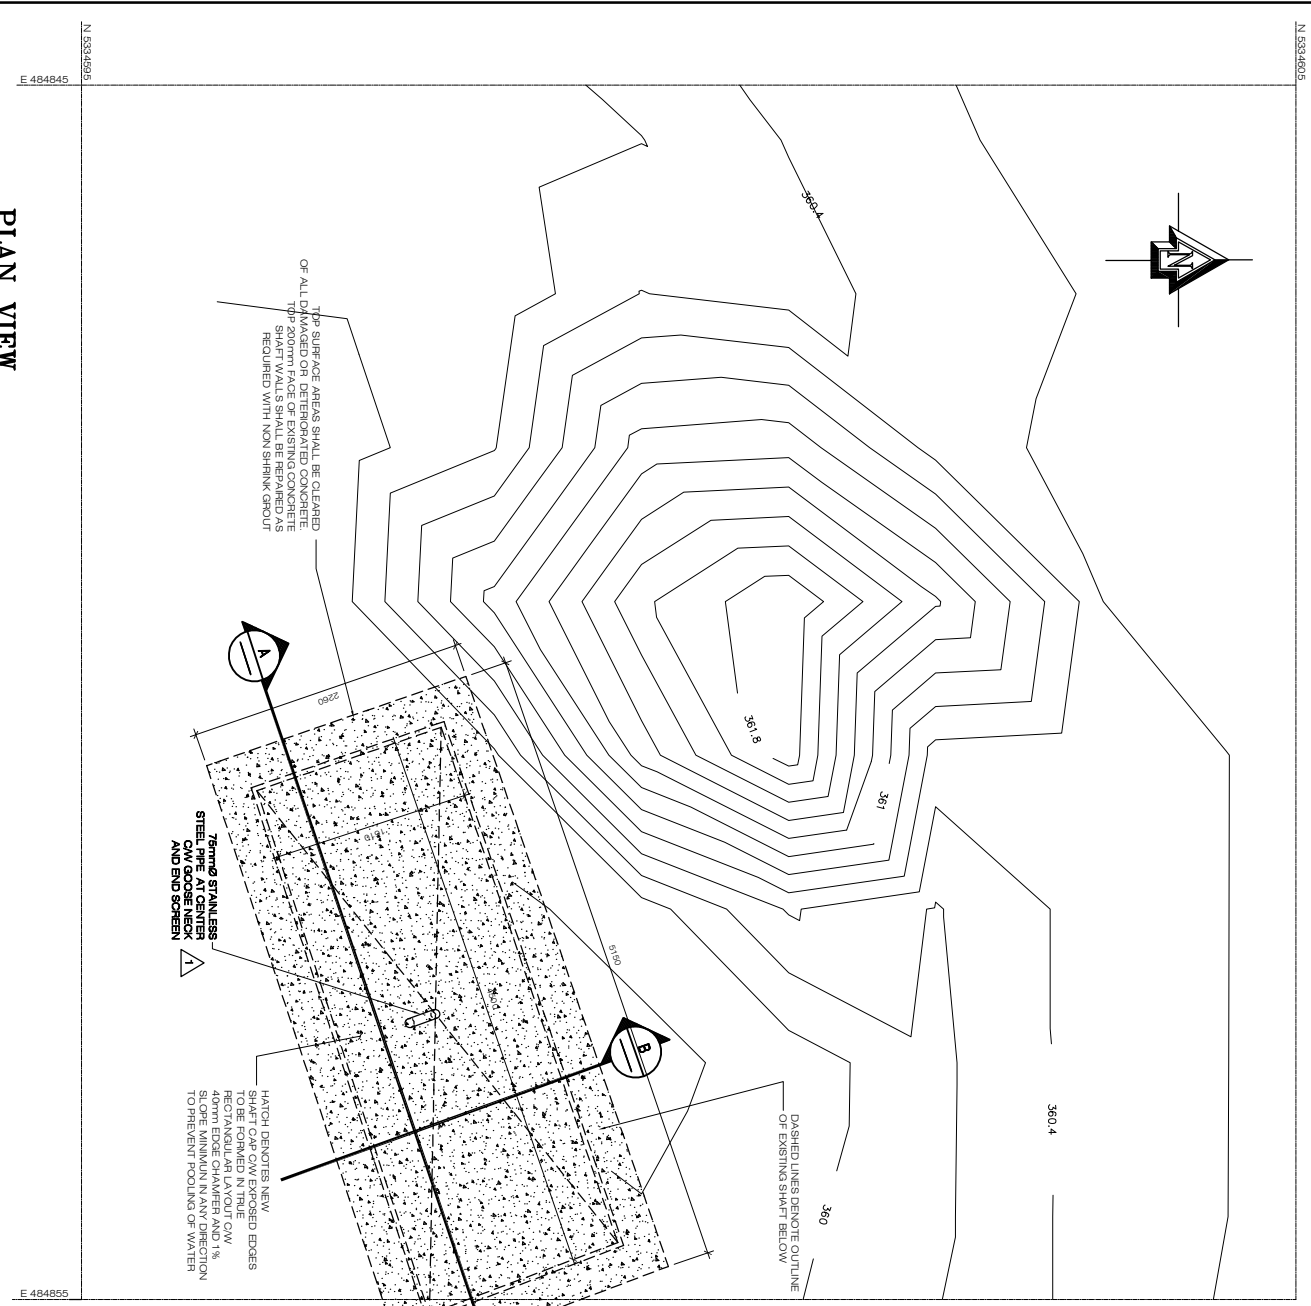 N 5334595
N 5334605
E 484845
N
360.4
PLAN VIEW
TOP SURFACE AREAS SHALL BE CLEARED
OF ALL DAMAGED OR DETERIORATED CONCRETE.
TOP 200mm FACE OF EXISTING CONCRETE
SHAFT WALLS SHALL BE REPAIRED AS
REQUIRED WITH NON SHRINK GROUT
A
2260
361.8
361
1610
75mmØ STAINLESS
STEEL PIPE AT CENTER
C/W GOOSE NECK
AND END SCREEN
1
5150
4500
B
HATCH DENOTES NEW
SHAFT CAP C/W EXPOSED EDGES
TO BE FORMED IN TRUE
RECTANGULAR LAYOUT C/W
40mm EDGE CHAMFER AND 1%
SLOPE MINIMUN IN ANY DIRECTION
TO PREVENT POOLING OF WATER
DASHED LINES DENOTE OUTLINE
OF EXISTING SHAFT BELOW
360.4
360
E 484855